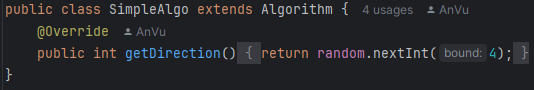 public class SimpleAlgo extends Algorithm { 4 usages AnVu
@Override AnVu
public int getDirection() { return random.nextInt( bound: 4); }
}